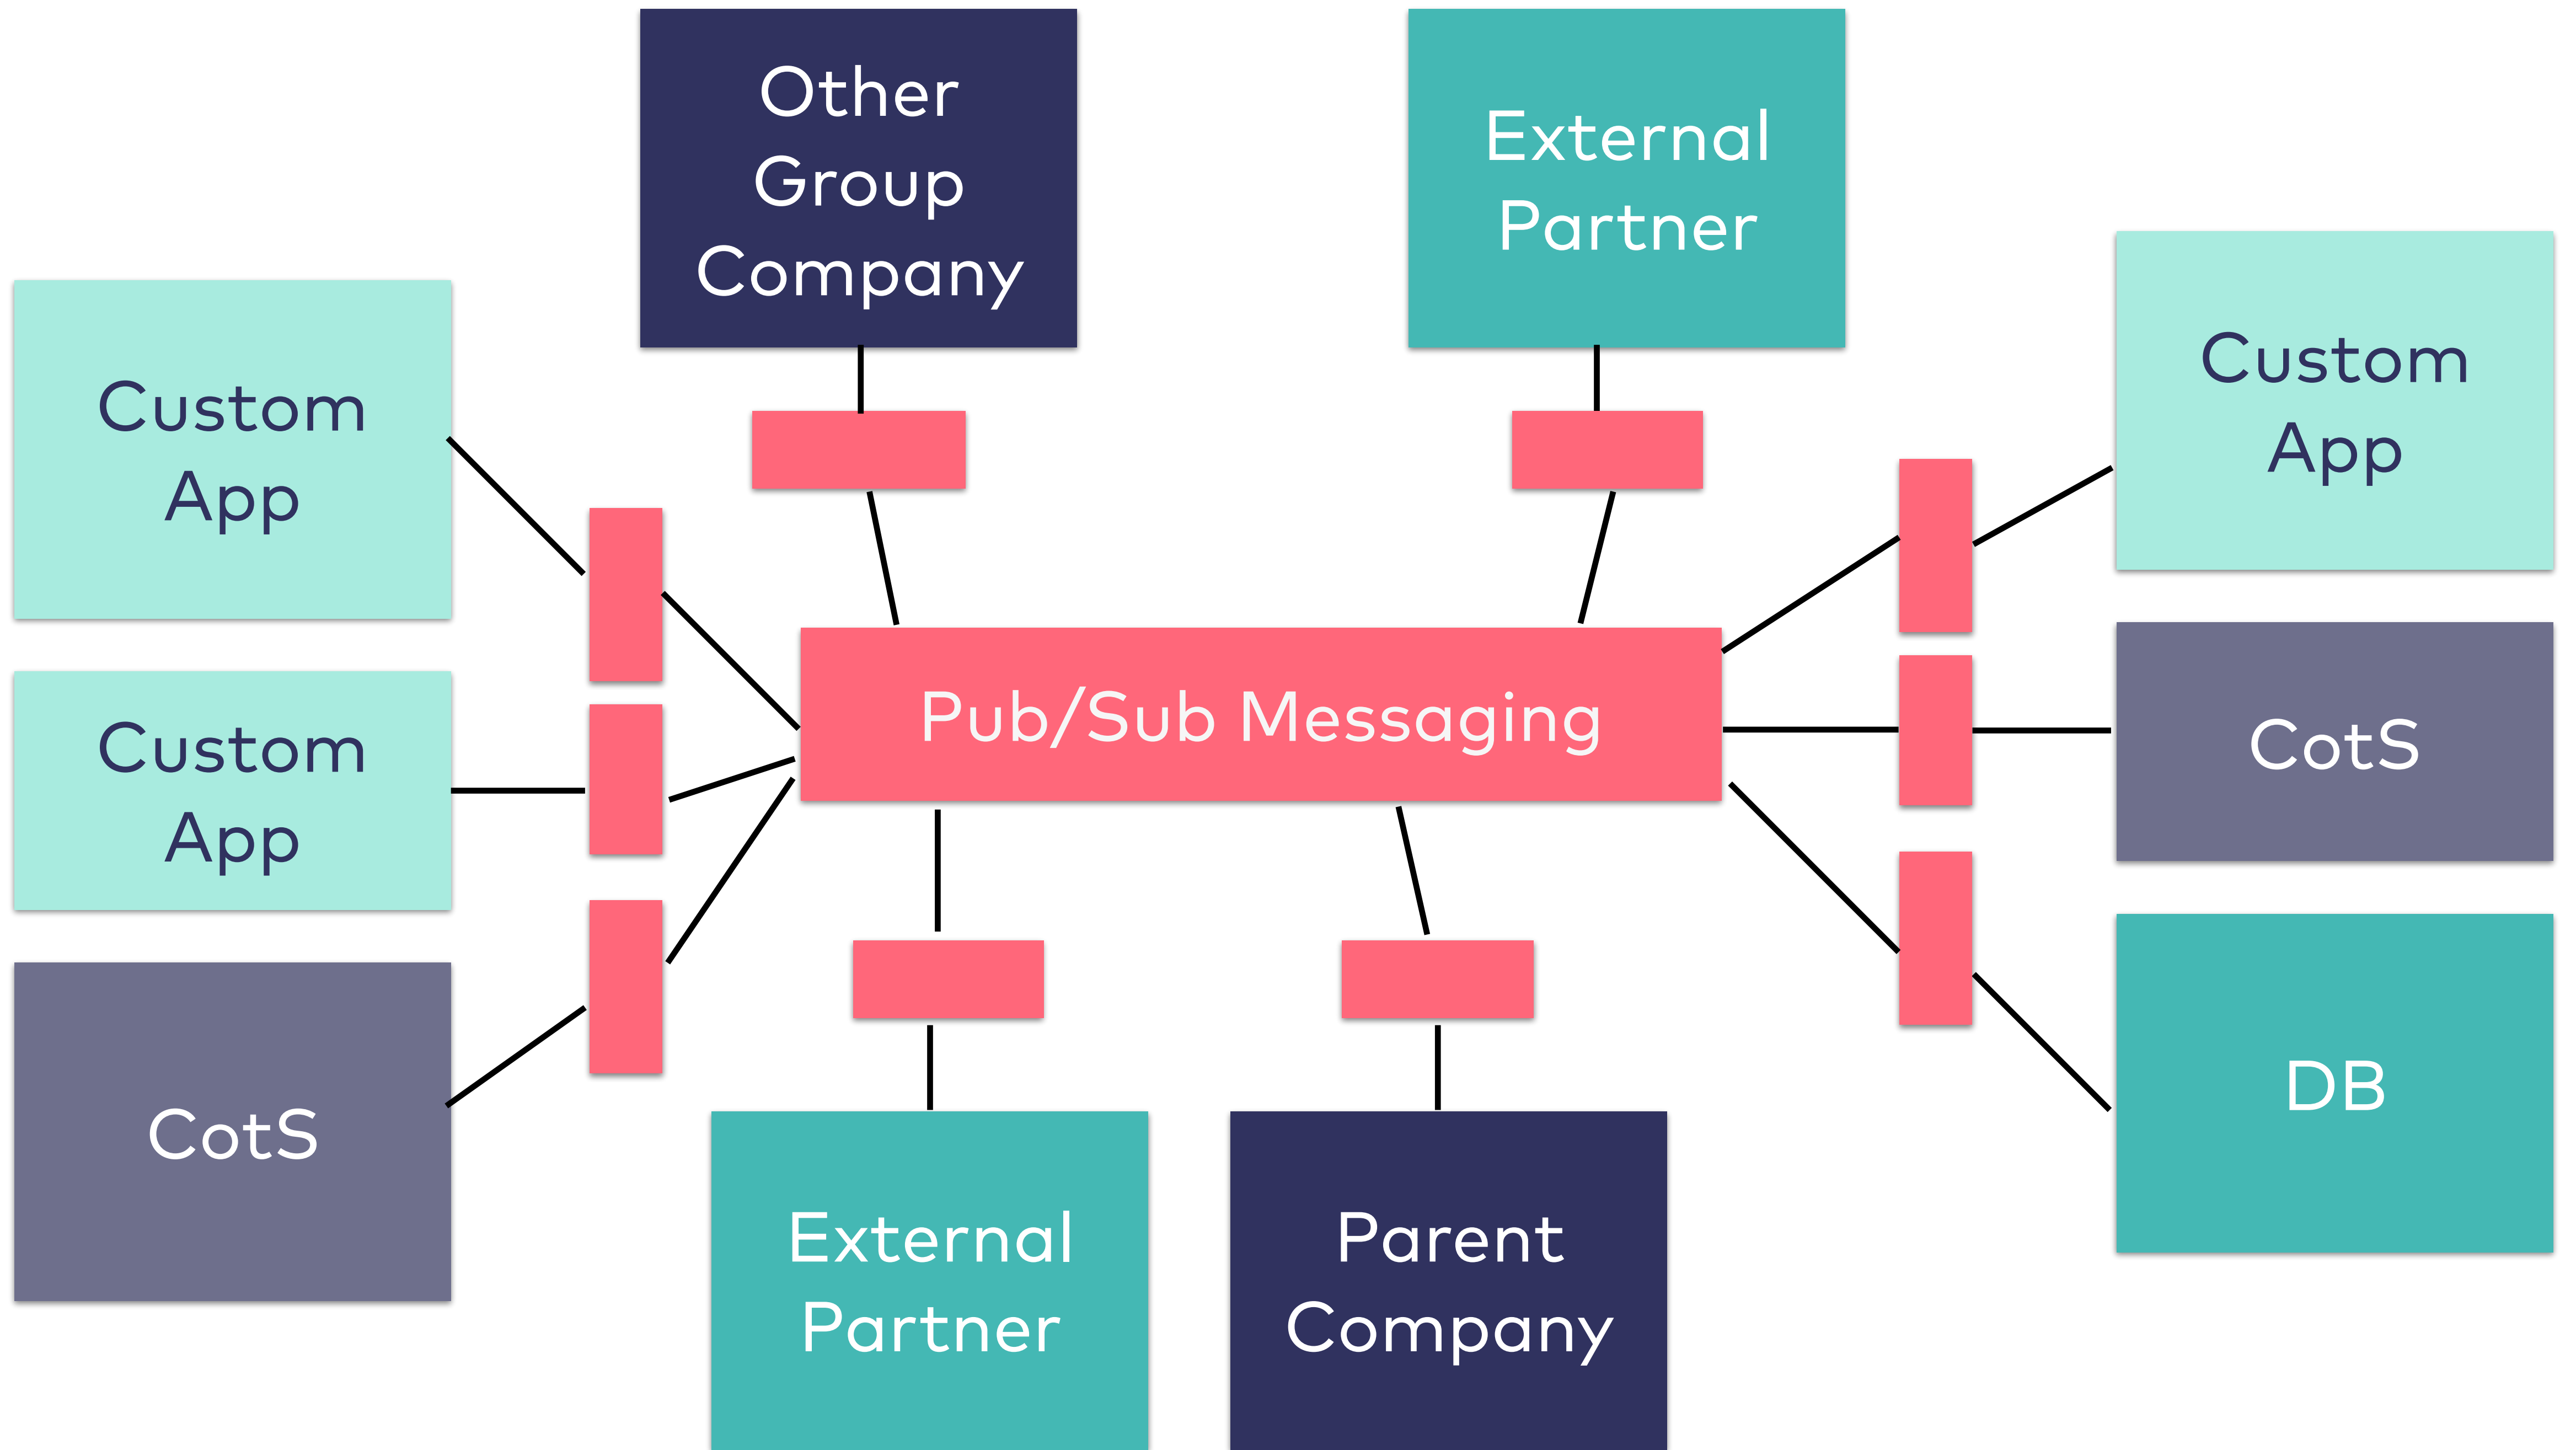 Other
Group
Company
External
Partner
Custom
App
Custom
App
Custom
App
Pub/Sub Messaging
CotS
CotS
DB
External
Partner
Parent
Company